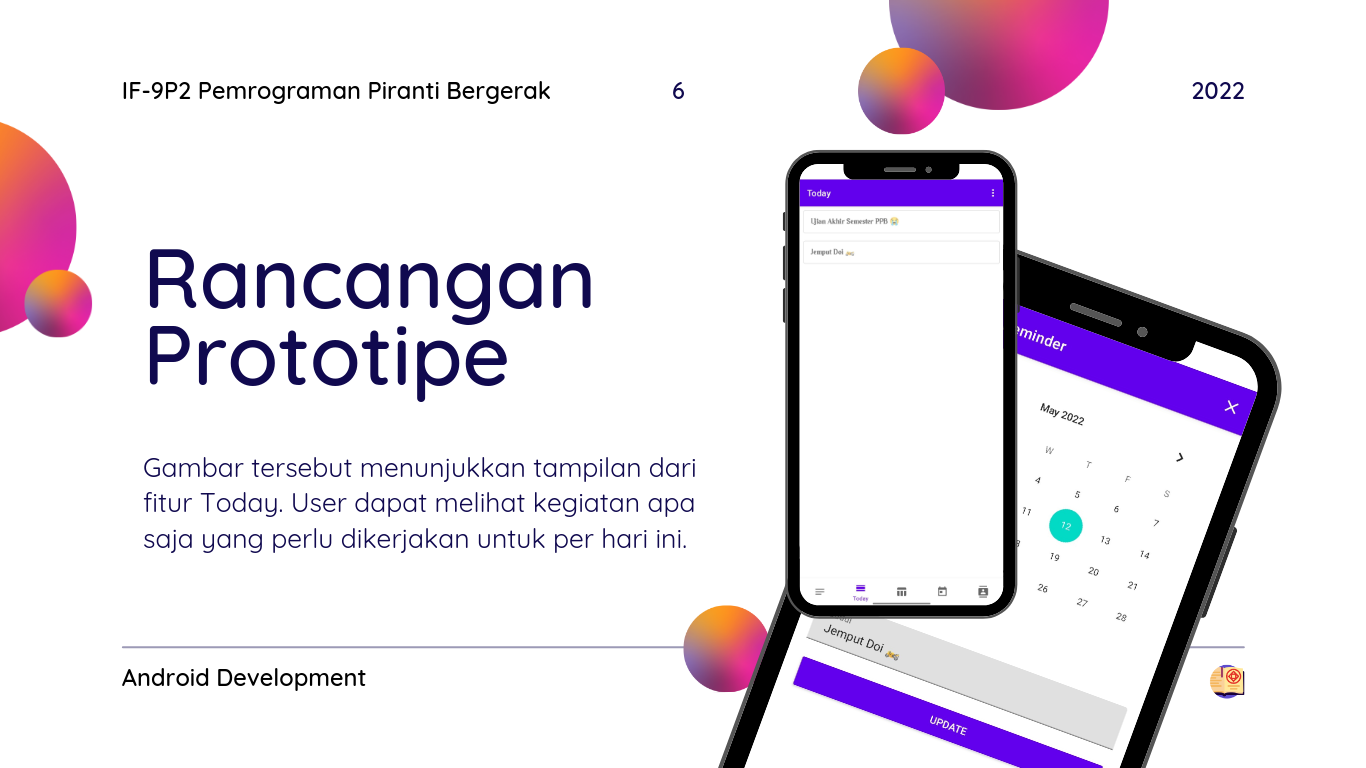 IF-9P2 Pemrograman Piranti Bergerak
6
2022
Rancangan
Prototipe
Gambar tersebut menunjukkan tampilan dari
fitur Today. User dapat melihat kegiatan apa
saja yang perlu dikerjakan untuk per hari ini.
Android Development
Today
Ujian Akhir Semester PPB 😭
Jemput Doi 🏍️
Today
May 2022
W T F S
4 5 6 7
11 12 13 14
19 20 21
26 27 28
Jemput Doi 🏍️
UPDATE